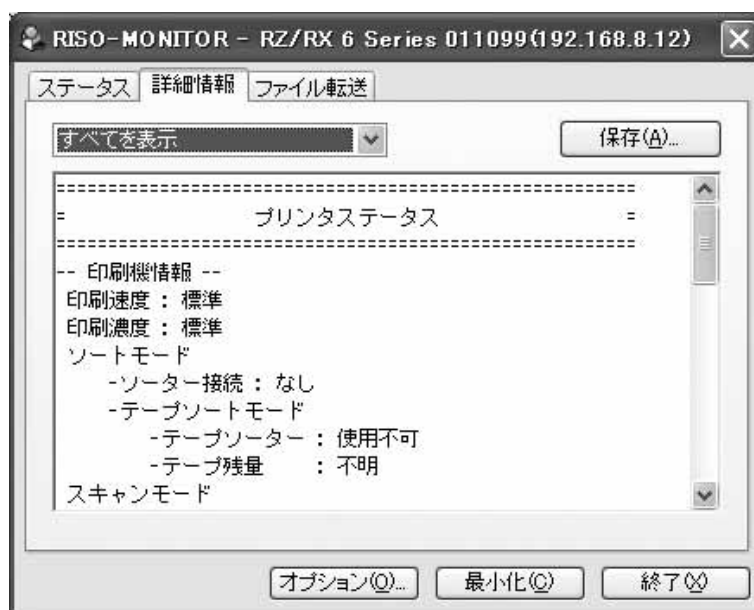 RISO-MONITOR - RZ/RX 6 Series 011099(192.168.8.12)
ステータス 詳細情報 ファイル転送
すべてを表示 保存(A)...
==========================================================
= プリンタステータス =
==========================================================
-- 印刷機情報 --
印刷速度 : 標準
印刷濃度 : 標準
ソートモード
-ソーター接続 : なし
-テープソートモード
-テープソーター : 使用不可
-テープ残量 : 不明
スキャンモード
オプション(O)... 最小化(C) 終了(X)